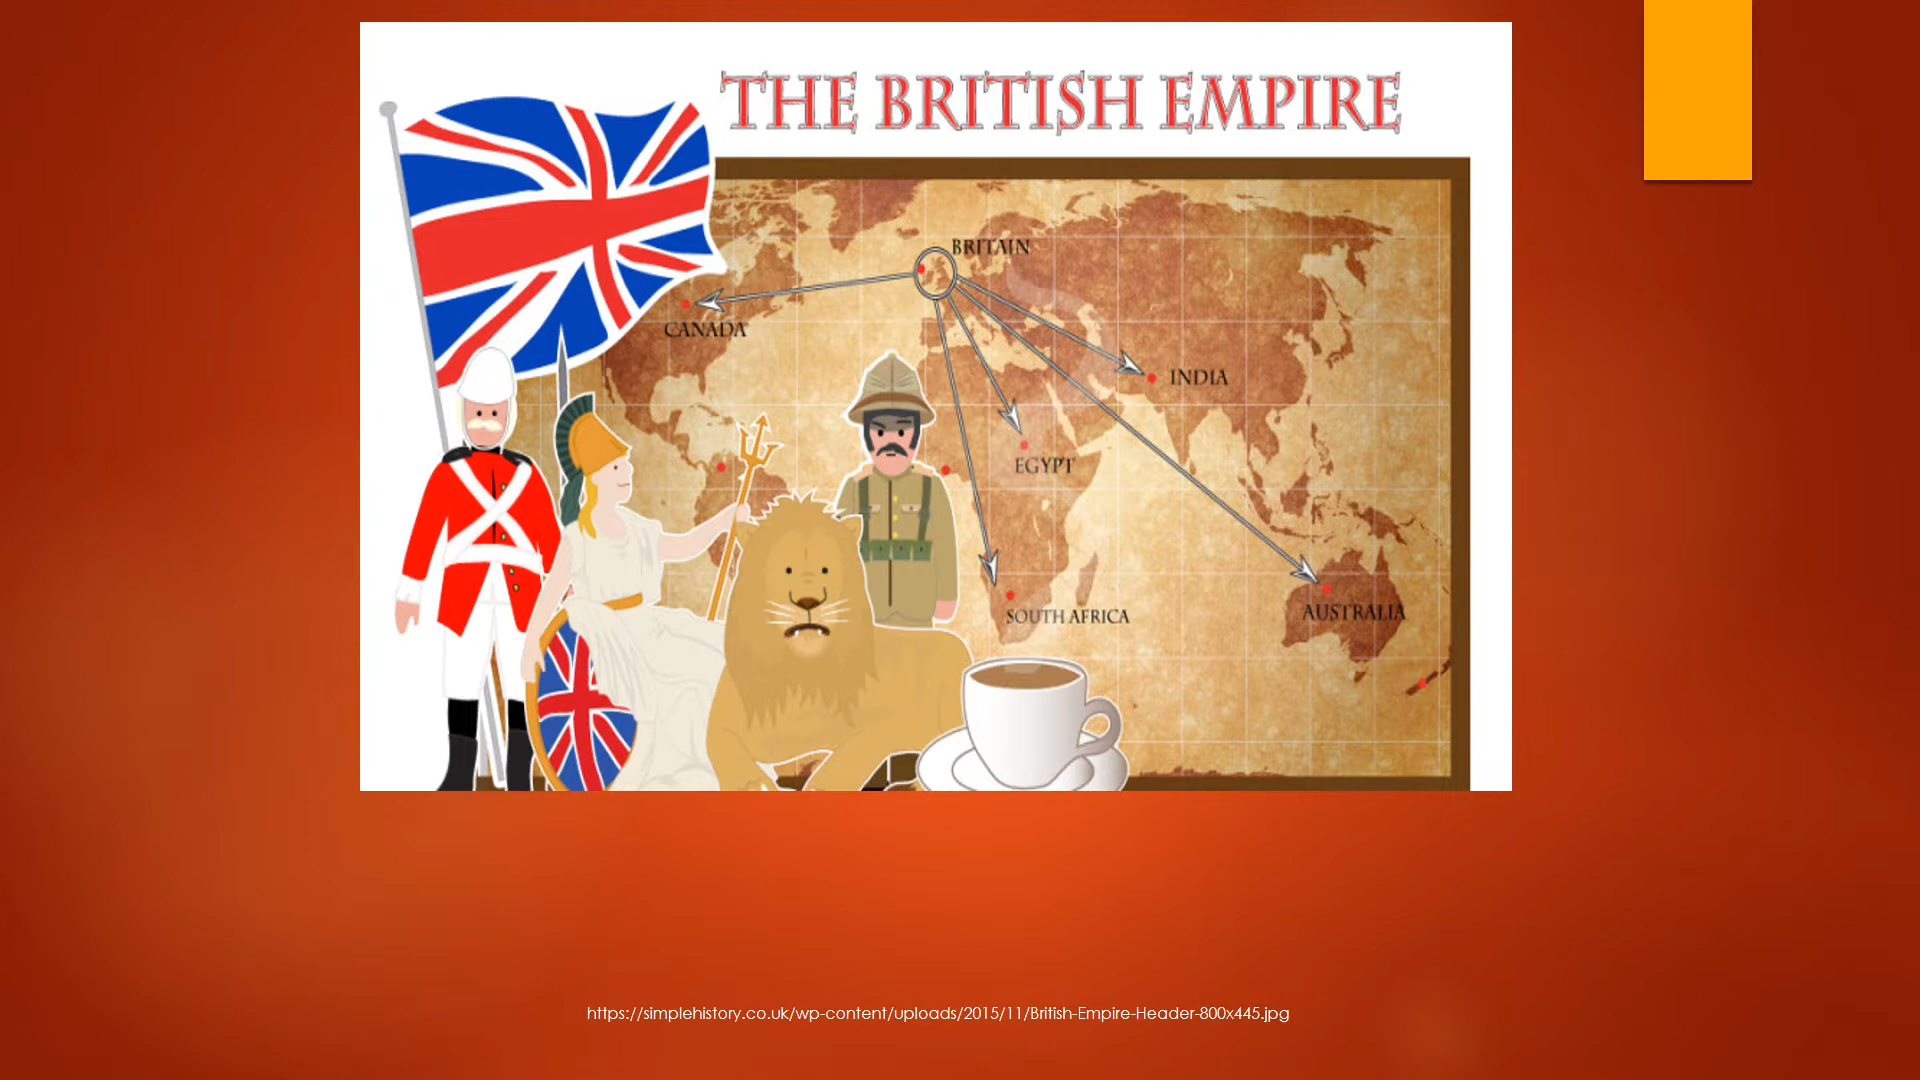 THE BRITISH EMPIRE
BRITAIN
CANADA
INDIA
EGYPT
SOUTH AFRICA
AUSTRALIA
https://simplehistory.co.uk/wp-content/uploads/2015/11/British-Empire-Header-800x445.jpg